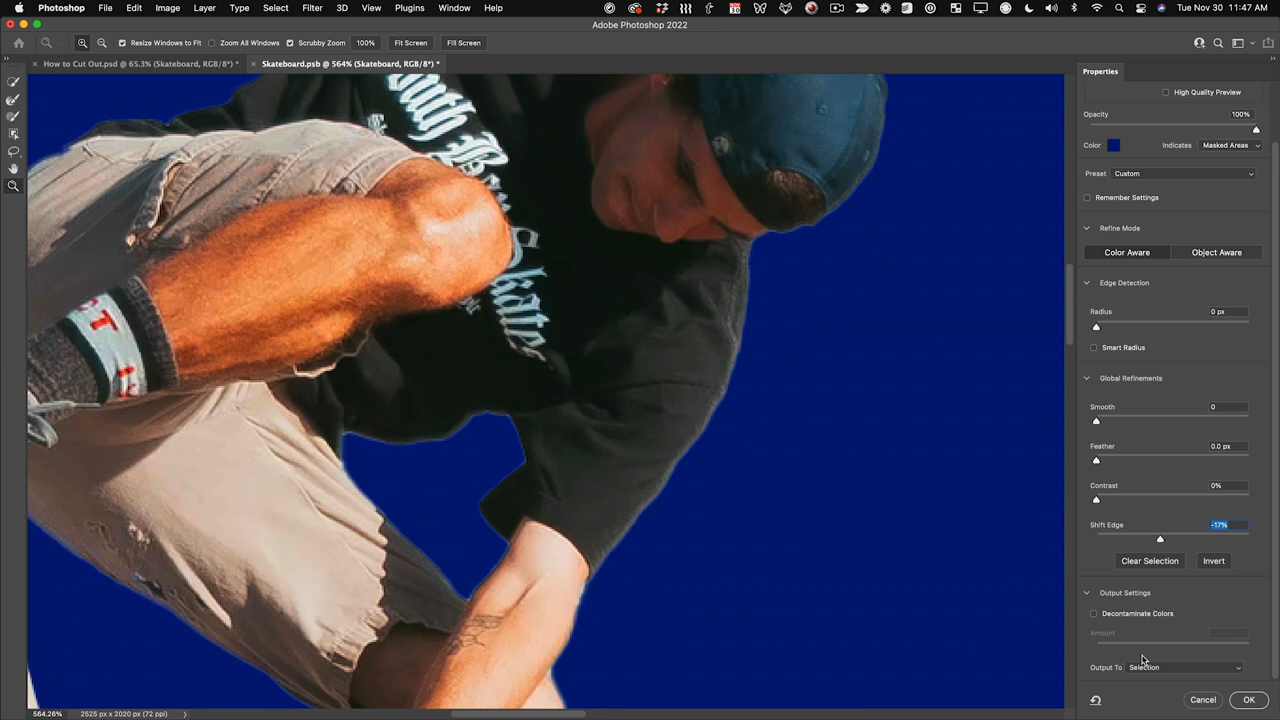 Photoshop File Edit Image Layer Type Select Filter 3D View Plugins Window Help Tue Nov 30 11:47 AM
Adobe Photoshop 2022
Resize Windows to Fit Zoom All Windows Scrubby Zoom 100% Fit Screen Fill Screen
How to Cut Out.psd @ 65.3% (Skateboard, RGB/8*) * Skateboard.psb @ 564% (Skateboard, RGB/8*) *
Properties
High Quality Preview
Opacity 100%
Color Indicates Masked Areas
Preset Custom
Remember Settings
Refine Mode
Color Aware Object Aware
Edge Detection
Radius 0 px
Smart Radius
Global Refinements
Smooth 0
Feather 0.0 px
Contrast 0%
Shift Edge -17%
Clear Selection Invert
Output Settings
Decontaminate Colors
Amount
Output To Selection
Cancel OK
564.26% 2525 px x 2020 px (72 ppi)
Skate